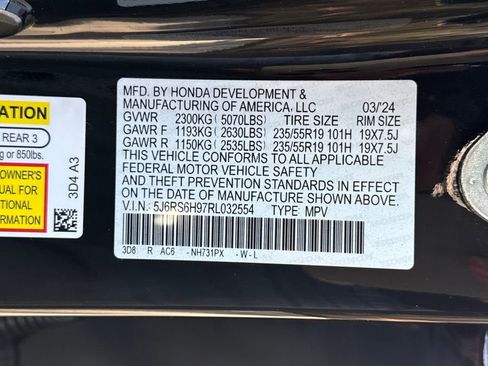 MFD. BY HONDA DEVELOPMENT &
MANUFACTURING OF AMERICA, LLC 03/24
GVWR 2300KG ( 5070LBS) TIRE SIZE RIM SIZE
GAWR F 1193KG ( 2630LBS) 235/55R19 101H 19X7.5J
GAWR R 1150KG ( 2535LBS) 235/55R19 101H 19X7.5J
THIS VEHICLE CONFORMS TO ALL APPLICABLE
FEDERAL MOTOR VEHICLE SAFETY
AND THEFT PREVENTION STANDARDS IN EFFECT
ON THE DATE OF MANUFACTURE SHOWN ABOVE.
V.I.N.: 5J6RS6H97RL032554 TYPE: MPV
3D8 R AC6 -NH731PX -W-L
ATION
REAR 3
g or 850lbs.
OWNER'S
NUAL FOR
TIONAL
ORMATION
3D4 A3